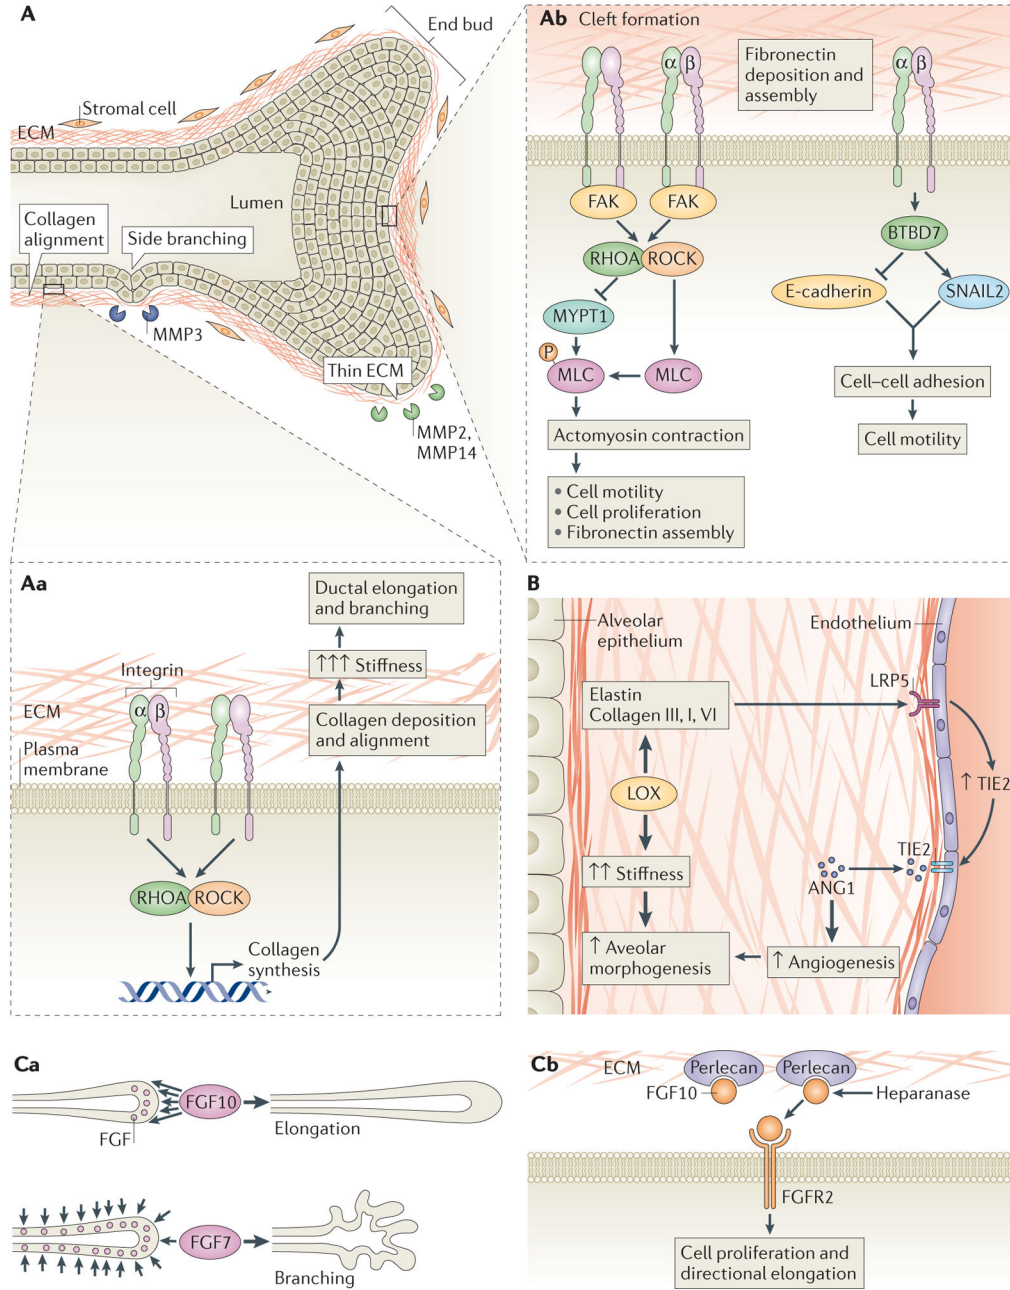 A
End bud
Stromal cell
ECM
Lumen
Collagen
alignment
Side branching
MMP3
Thin ECM
MMP2,
MMP14
Ab Cleft formation
α β
Fibronectin
deposition and
assembly
α β
FAK
FAK
RHOA ROCK
MYPT1
P
MLC
MLC
Actomyosin contraction
• Cell motility
• Cell proliferation
• Fibronectin assembly
BTBD7
E-cadherin
SNAIL2
Cell–cell adhesion
Cell motility
Aa
Ductal elongation
and branching
↑↑↑ Stiffness
Integrin
α β
ECM
Collagen deposition
and alignment
Plasma
membrane
RHOA ROCK
Collagen
synthesis
B
Alveolar
epithelium
Endothelium
LRP5
Elastin
Collagen III, I, VI
↑ TIE2
LOX
TIE2
↑↑ Stiffness
ANG1
↑ Aveolar
morphogenesis
↑ Angiogenesis
Ca
FGF10
FGF
Elongation
FGF7
Branching
Cb
ECM
Perlecan
Perlecan
FGF10
Heparanase
FGFR2
Cell proliferation and
directional elongation